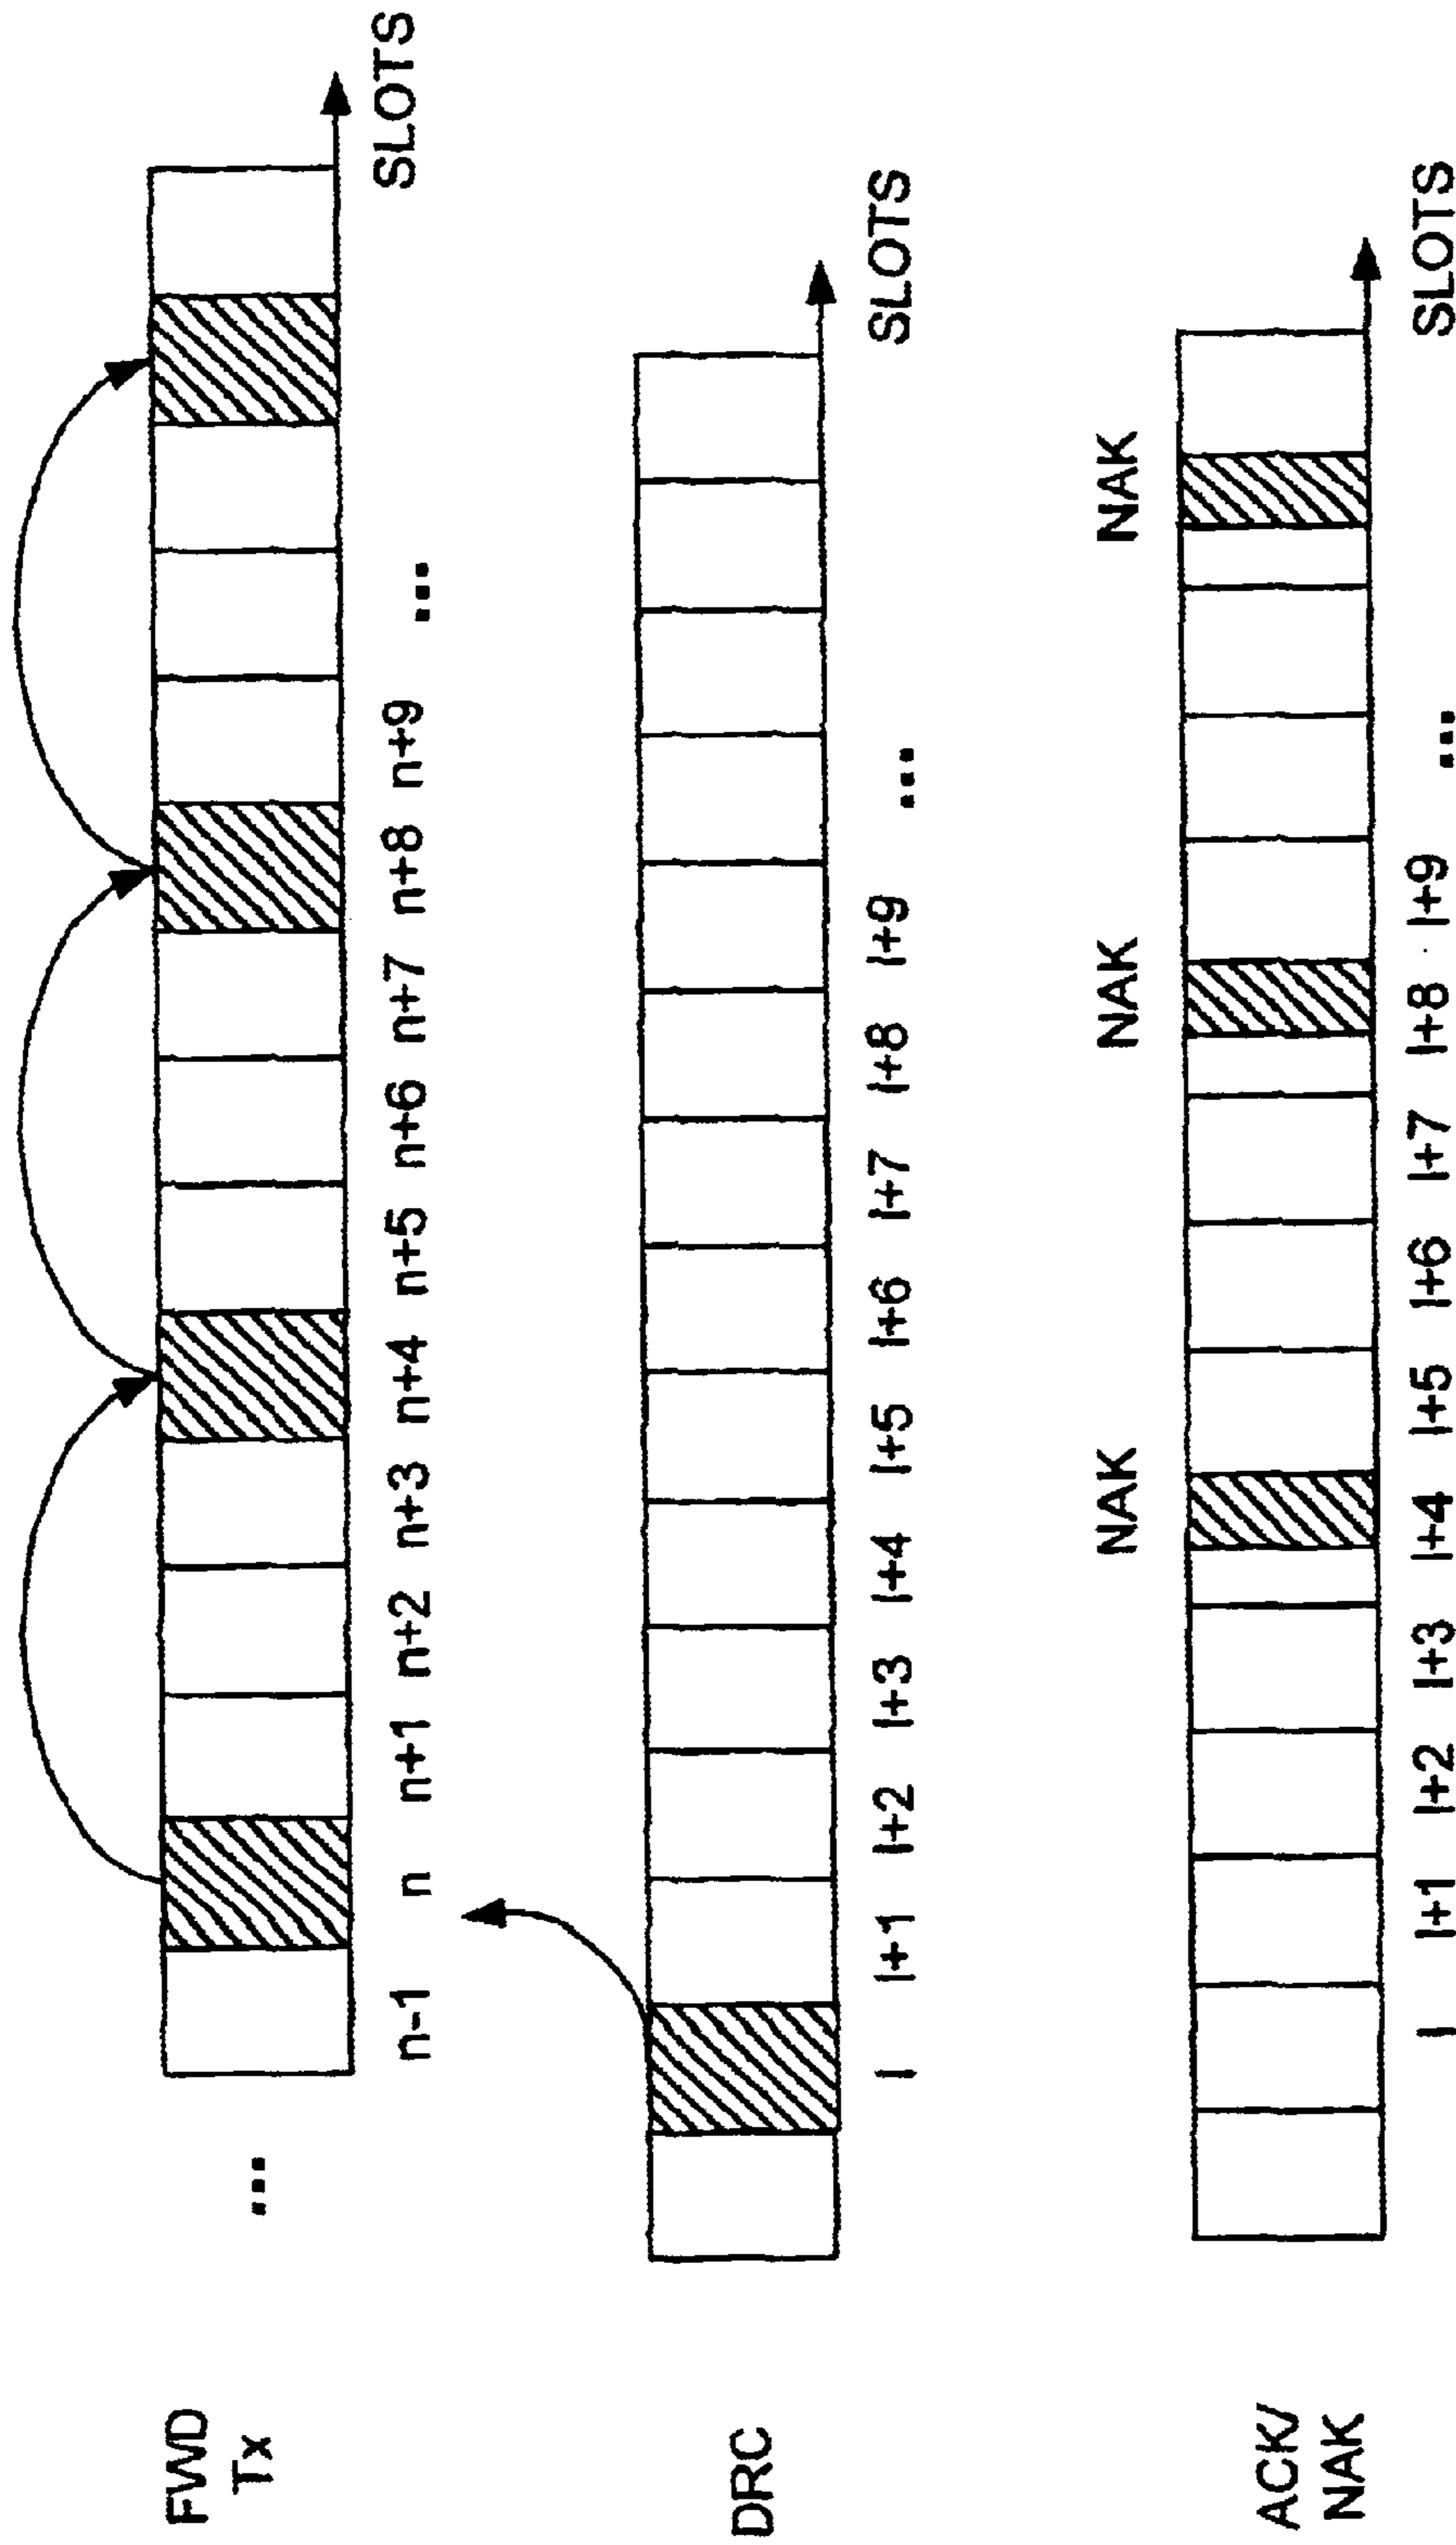 FWD
Tx
...
SLOTS
n-1 n n+1 n+2 n+3 n+4 n+5 n+6 n+7 n+8 n+9 ...
DRC
SLOTS
I I+1 I+2 I+3 I+4 I+5 I+6 I+7 I+8 I+9 ...
ACK/
NAK
NAK NAK NAK
SLOTS
I I+1 I+2 I+3 I+4 I+5 I+6 I+7 I+8 I+9 ...